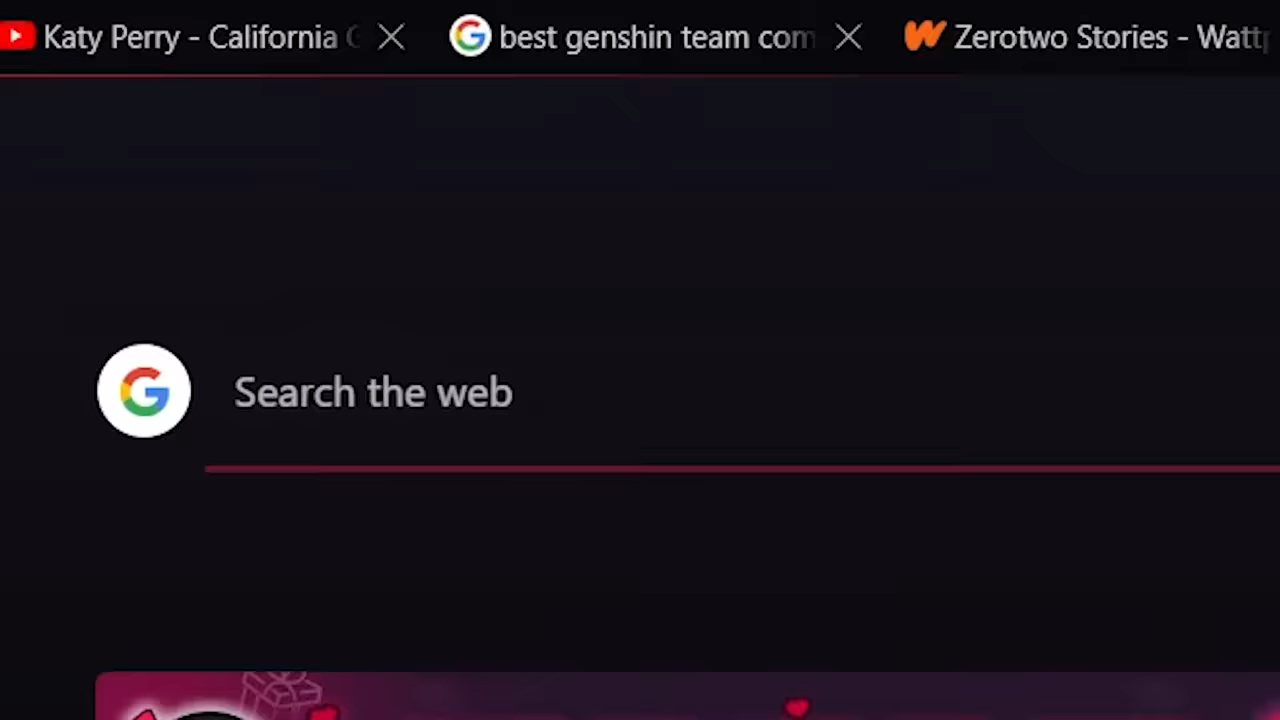 Katy Perry - California
best genshin team com
Zerotwo Stories - Watt
Search the web